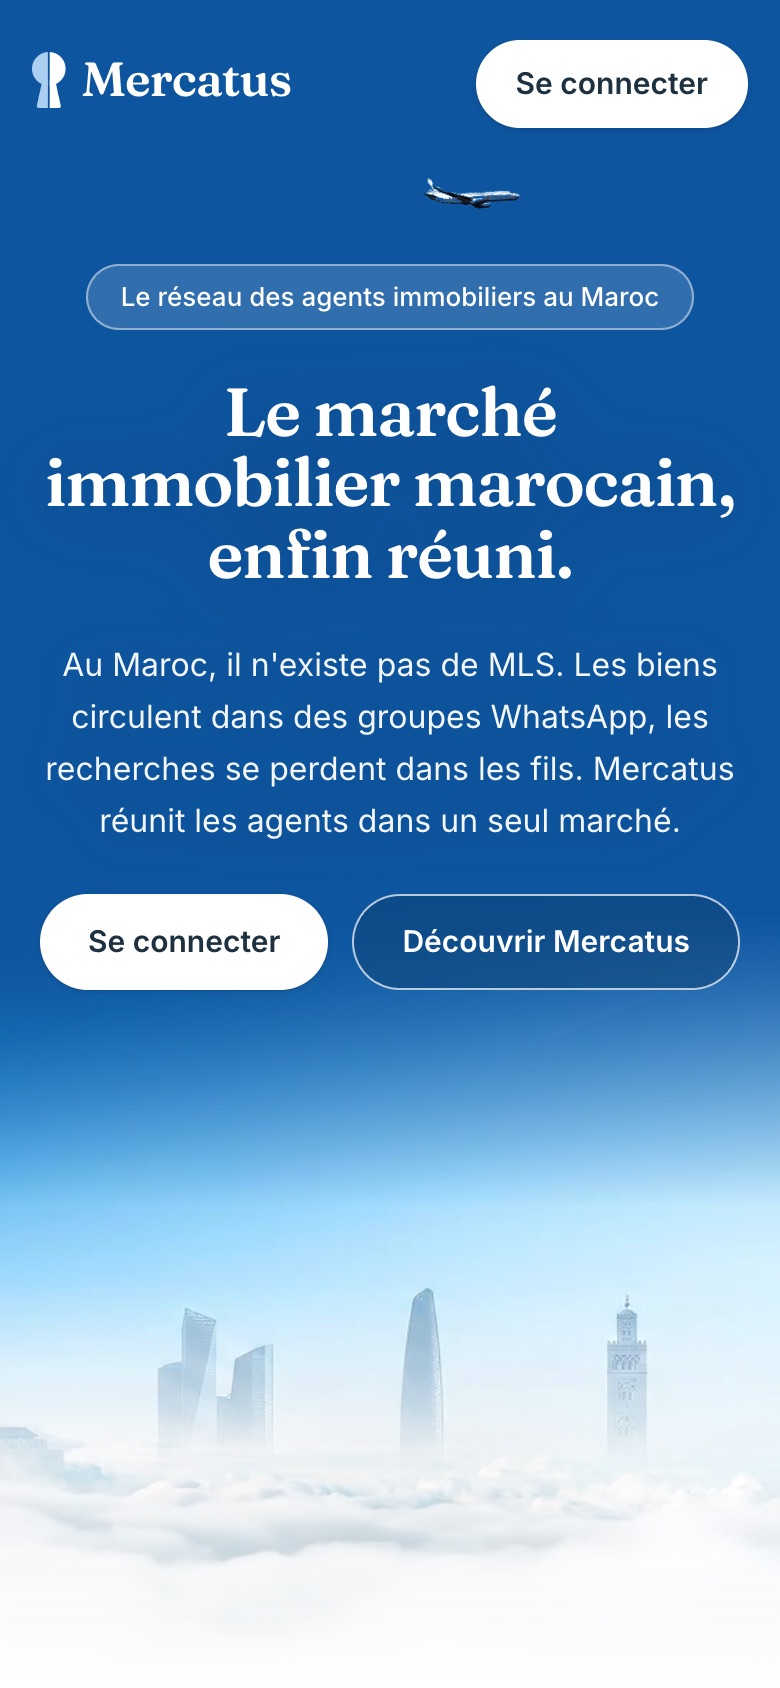 Mercatus
Se connecter
Le réseau des agents immobiliers au Maroc
Le marché
immobilier marocain,
enfin réuni.
Au Maroc, il n'existe pas de MLS. Les biens
circulent dans des groupes WhatsApp, les
recherches se perdent dans les fils. Mercatus
réunit les agents dans un seul marché.
Se connecter
Découvrir Mercatus